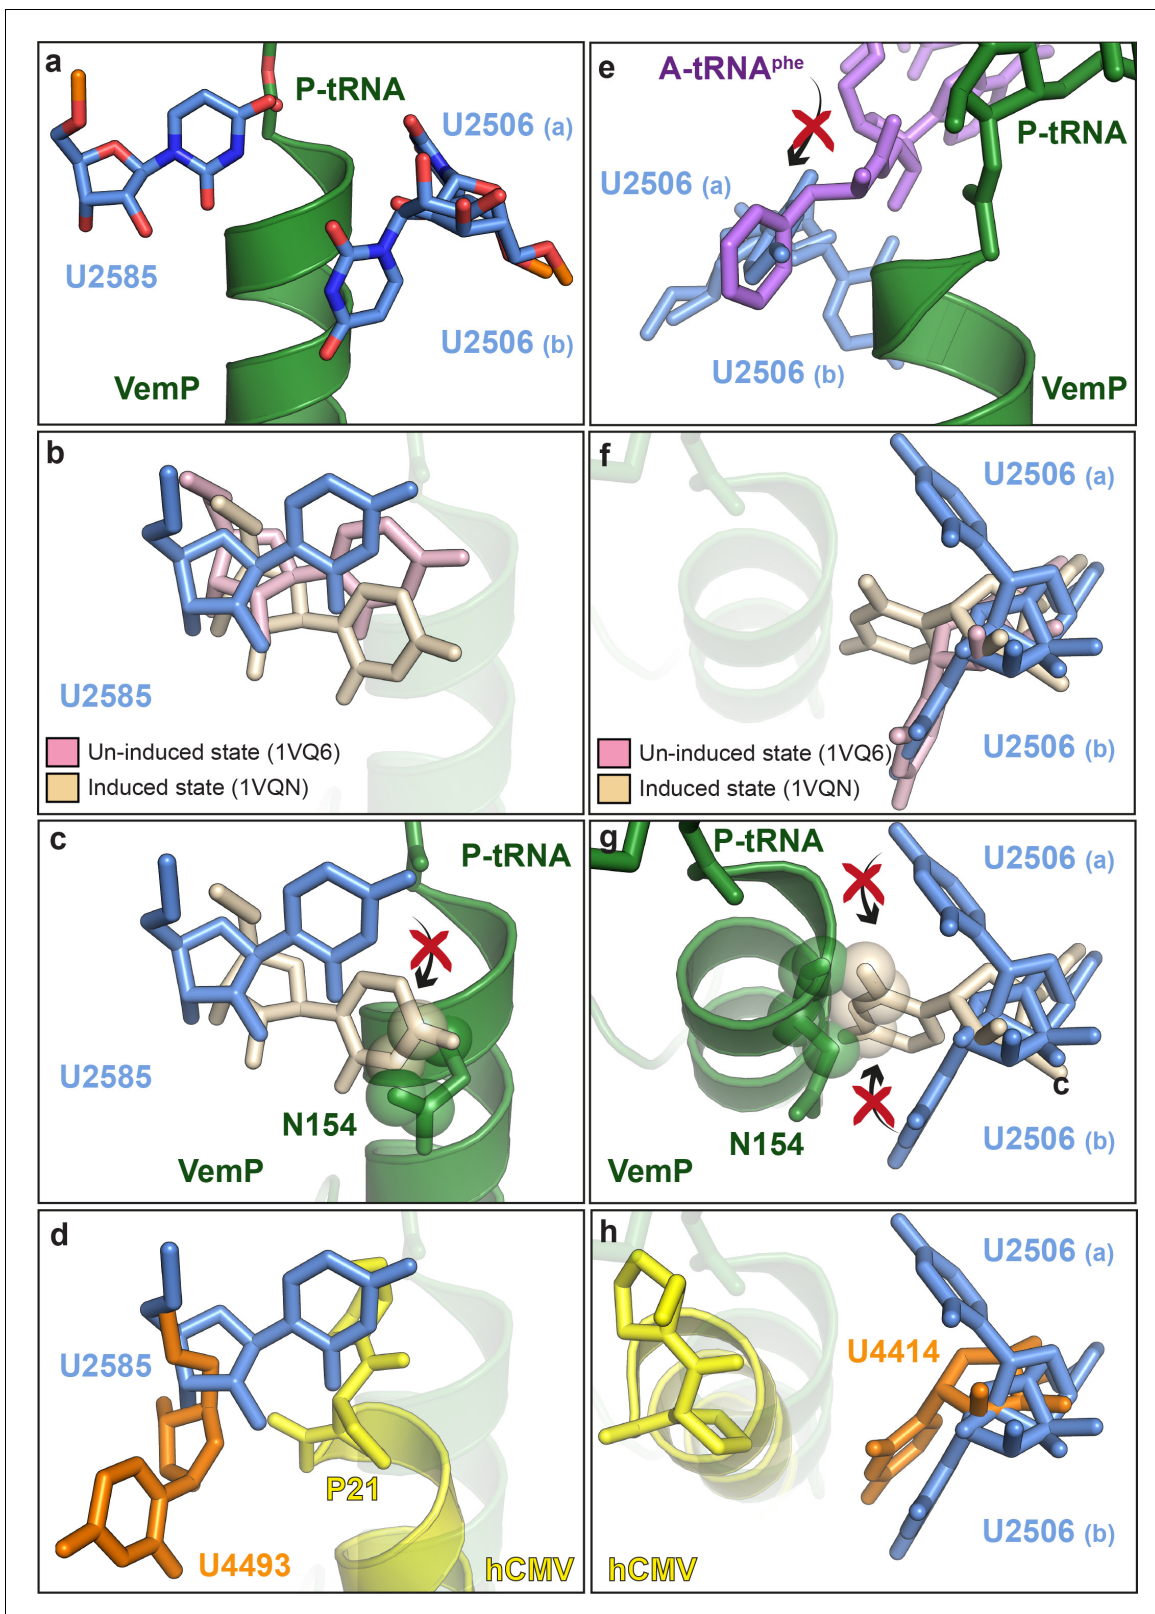 a
P-tRNA
U2506 (a)
U2585
U2506 (b)
VemP
e
A-tRNAphe
P-tRNA
U2506 (a)
U2506 (b)
VemP
b
U2585
Un-induced state (1VQ6)
Induced state (1VQN)
f
U2506 (a)
U2506 (b)
Un-induced state (1VQ6)
Induced state (1VQN)
c
P-tRNA
U2585
N154
VemP
g
P-tRNA
U2506 (a)
c
U2506 (b)
N154
VemP
d
U2585
P21
U4493
hCMV
h
U2506 (a)
U4414
U2506 (b)
hCMV